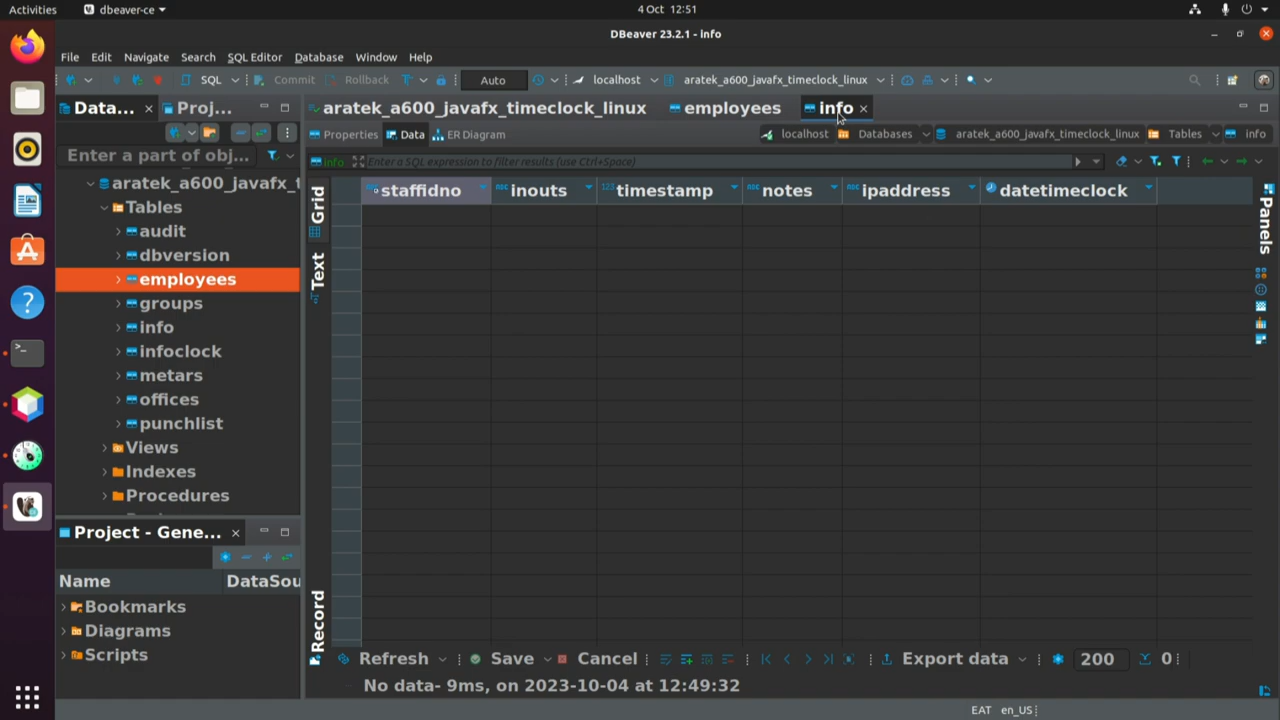 Activities
dbeaver-ce
4 Oct 12:51
DBeaver 23.2.1 - info
File Edit Navigate Search SQL Editor Database Window Help
SQL Commit Rollback Auto localhost aratek_a600_javafx_timeclock_linux
Data... Proj...
aratek_a600_javafx_timeclock_linux employees info
Properties Data ER Diagram
localhost Databases aratek_a600_javafx_timeclock_linux Tables info
Enter a part of obj...
info Enter a SQL expression to filter results (use Ctrl+Space)
aratek_a600_javafx_t
Tables
audit
dbversion
employees
groups
info
infoclock
metars
offices
punchlist
Views
Indexes
Procedures
Grid
Text
Record
staffidno inouts timestamp notes ipaddress datetimeclock
Panels
Project - Gene...
Name DataSou
Bookmarks
Diagrams
Scripts
Refresh Save Cancel Export data 200 0
No data- 9ms, on 2023-10-04 at 12:49:32
EAT en_US